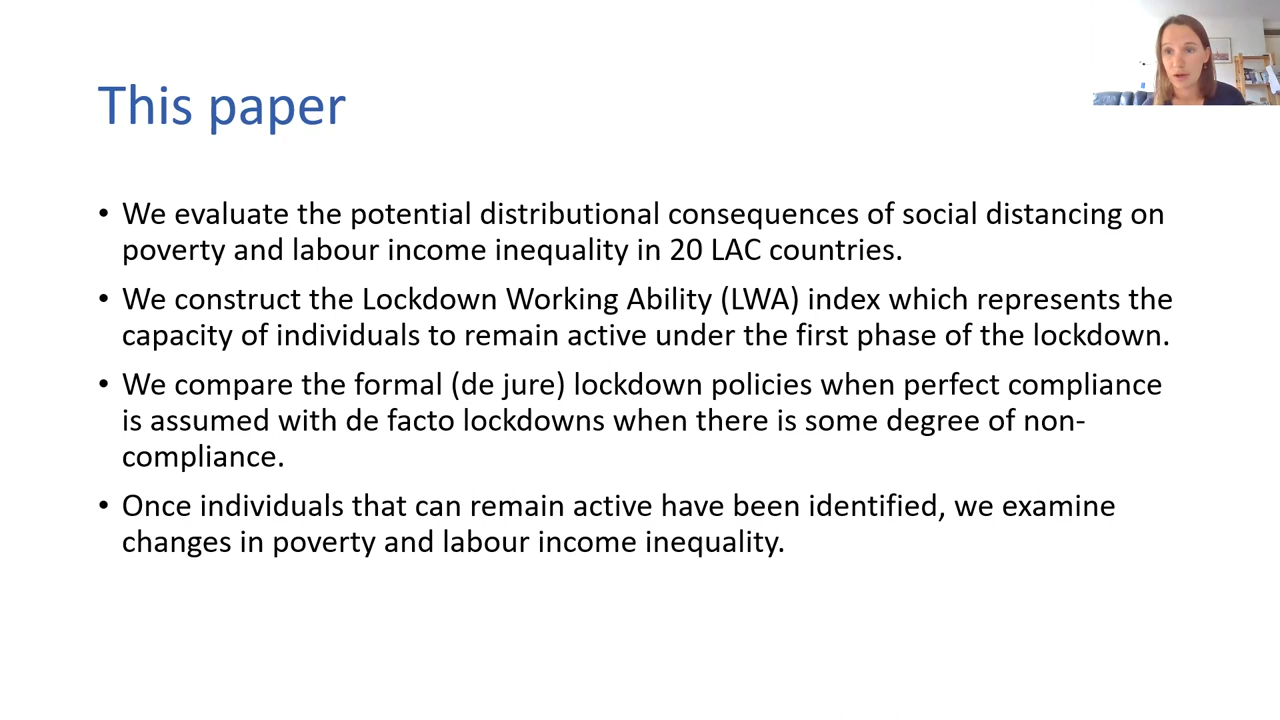 This paper
• We evaluate the potential distributional consequences of social distancing on
poverty and labour income inequality in 20 LAC countries.
• We construct the Lockdown Working Ability (LWA) index which represents the
capacity of individuals to remain active under the first phase of the lockdown.
• We compare the formal (de jure) lockdown policies when perfect compliance
is assumed with de facto lockdowns when there is some degree of non-
compliance.
• Once individuals that can remain active have been identified, we examine
changes in poverty and labour income inequality.